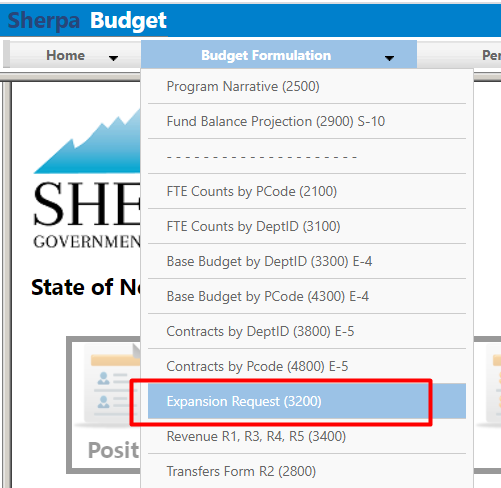 Sherpa Budget
Home Budget Formulation Per
Program Narrative (2500)
Fund Balance Projection (2900) S-10
- - - - - - - - - - - - - - - - - - - - -
FTE Counts by PCode (2100)
FTE Counts by DeptID (3100)
Base Budget by DeptID (3300) E-4
Base Budget by PCode (4300) E-4
Contracts by DeptID (3800) E-5
Contracts by Pcode (4800) E-5
Expansion Request (3200)
Revenue R1, R3, R4, R5 (3400)
Transfers Form R2 (2800)
SHE
GOVERNMEN
State of N
Posit